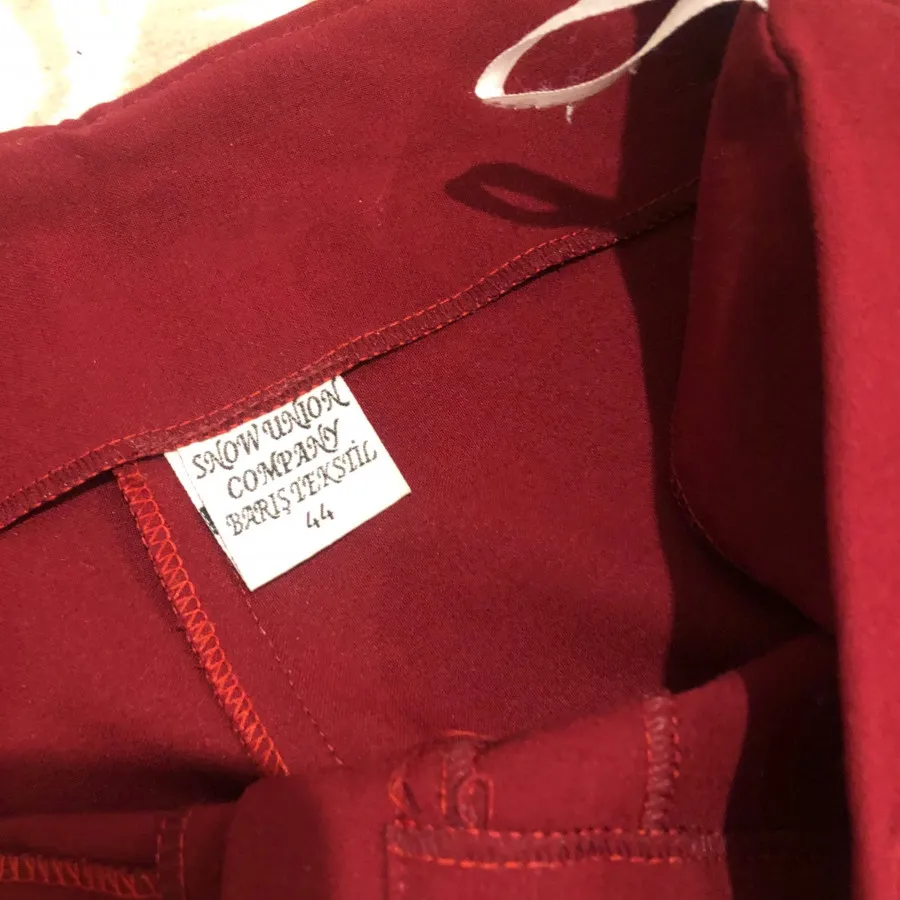 SNOW UNION
COMPANY
BARIŞ TEKSTİL
44